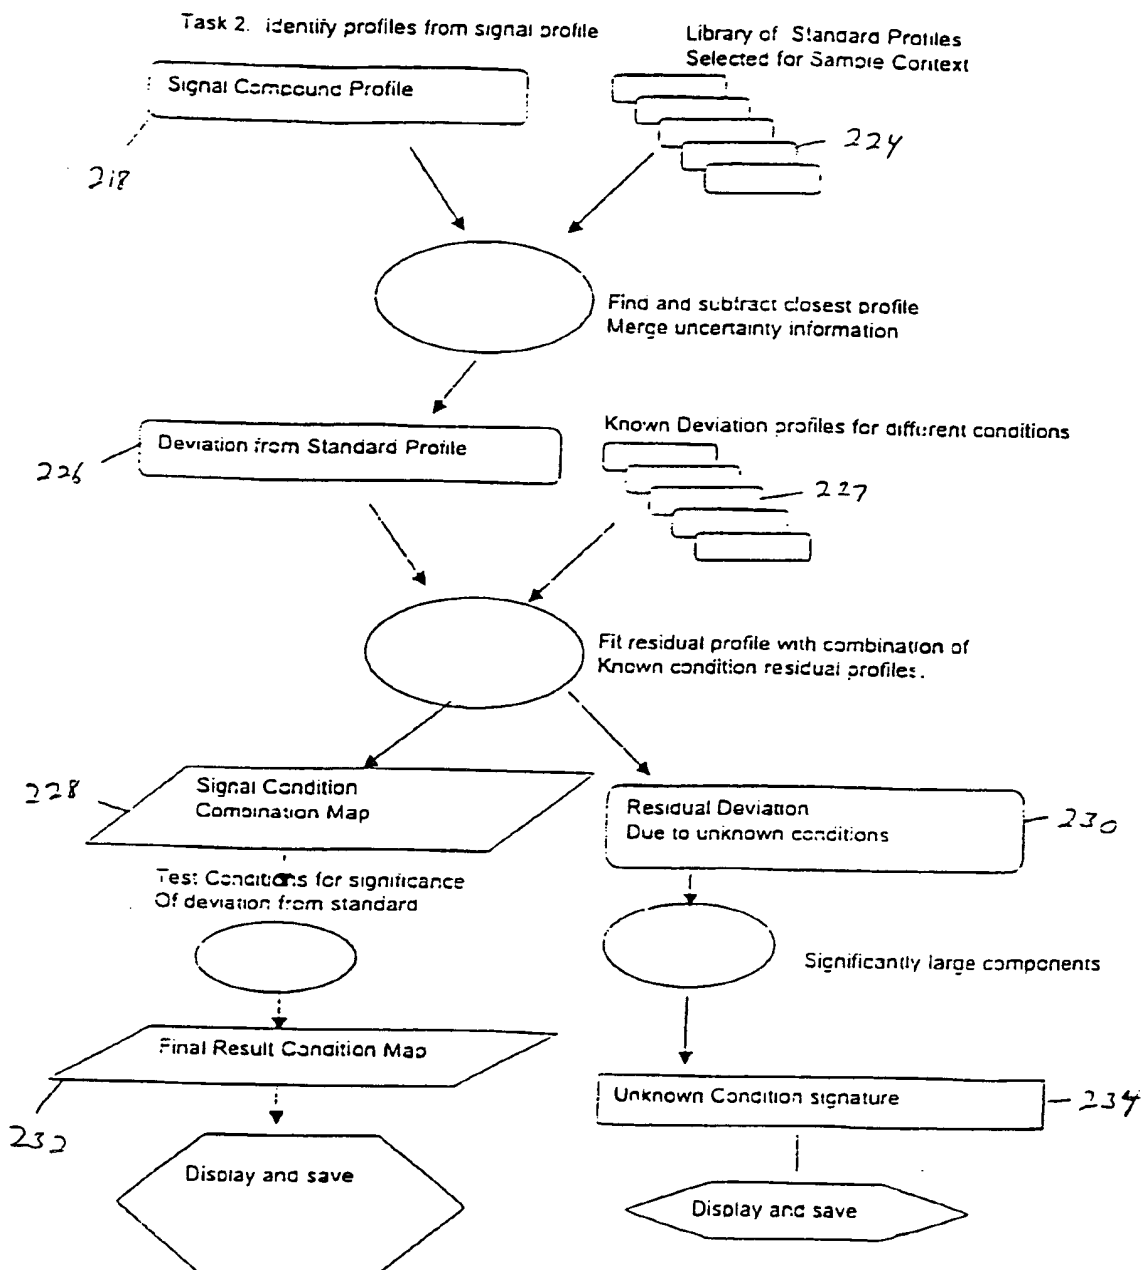 Task 2. identify profiles from signal profile
Library of Standard Profiles
Selected for Sample Context
Signal Compound Profile
224
218
Find and subtract closest profile
Merge uncertainty information
Known Deviation profiles for different conditions
Deviation from Standard Profile
226
227
Fit residual profile with combination of
Known condition residual profiles.
228
Signal Condition
Combination Map
Residual Deviation
Due to unknown conditions
230
Test Conditions for significance
Of deviation from standard
Significantly large components
Final Result Condition Map
Unknown Condition signature
234
232
Display and save
Display and save